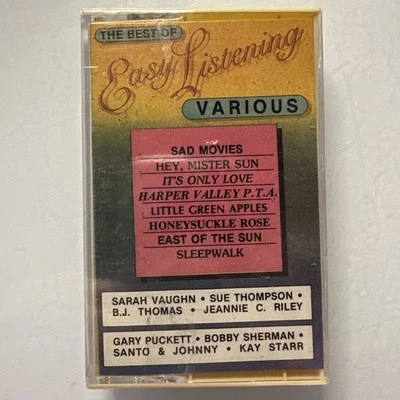 THE BEST OF
Easy Listening
VARIOUS
SAD MOVIES
HEY, MISTER SUN
IT'S ONLY LOVE
HARPER VALLEY P.T.A.
LITTLE GREEN APPLES
HONEYSUCKLE ROSE
EAST OF THE SUN
SLEEPWALK
SARAH VAUGHN • SUE THOMPSON •
B.J. THOMAS • JEANNIE C. RILEY
GARY PUCKETT • BOBBY SHERMAN •
SANTO & JOHNNY • KAY STARR